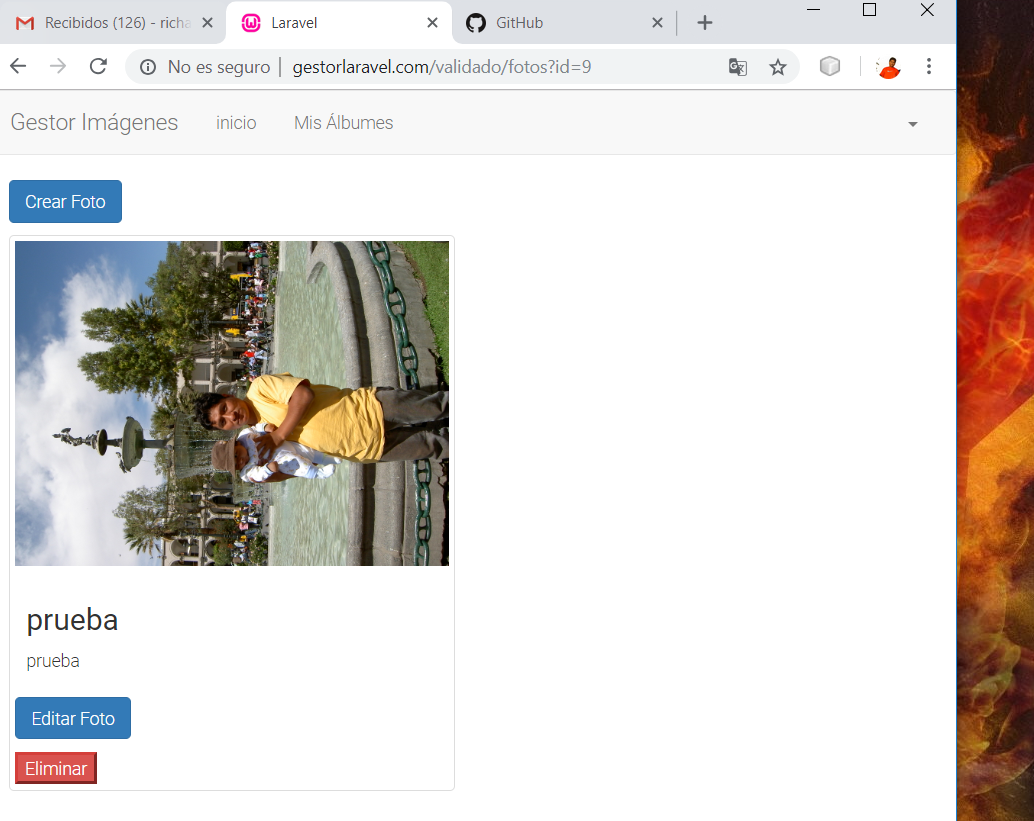 Recibidos (126) - richa
Laravel
GitHub
No es seguro | gestorlaravel.com/validado/fotos?id=9
Gestor Imágenes inicio Mis Álbumes
Crear Foto
prueba
prueba
Editar Foto
Eliminar